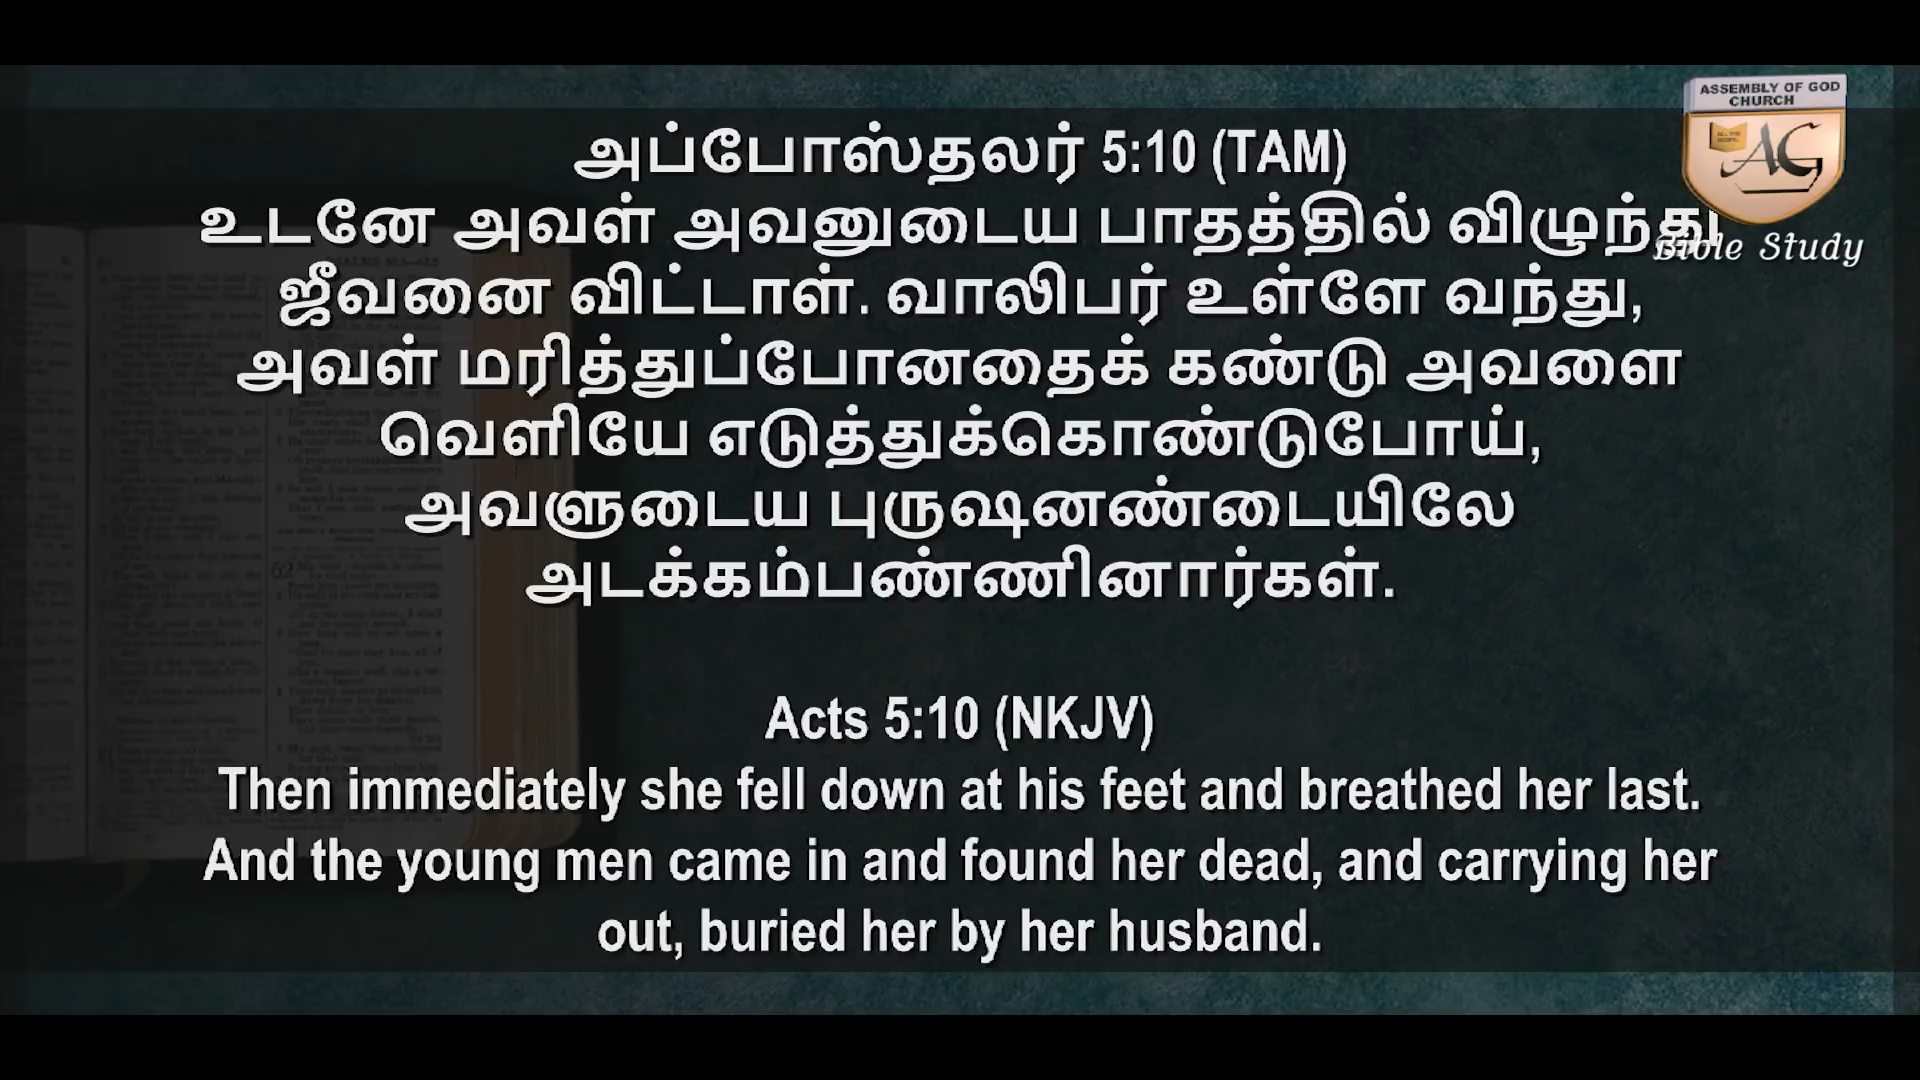 ASSEMBLY OF GOD
CHURCH
AG
Bible Study
அப்போஸ்தலர் 5:10 (TAM)
உடனே அவள் அவனுடைய பாதத்தில் விழுந்து
ஜீவனை விட்டாள். வாலிபர் உள்ளே வந்து,
அவள் மரித்துப்போனதைக் கண்டு அவளை
வெளியே எடுத்துக்கொண்டுபோய்,
அவளுடைய புருஷனண்டையிலே
அடக்கம்பண்ணினார்கள்.
Acts 5:10 (NKJV)
Then immediately she fell down at his feet and breathed her last.
And the young men came in and found her dead, and carrying her
out, buried her by her husband.